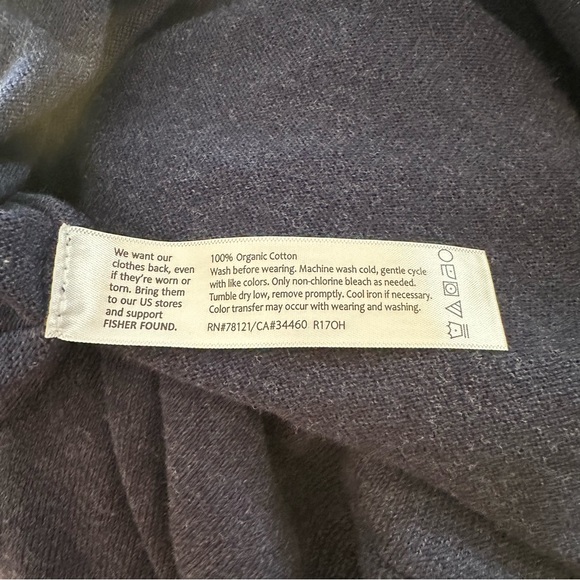 We want our
clothes back, even
if they're worn or
torn. Bring them
to our US stores
and support
FISHER FOUND.
100% Organic Cotton
Wash before wearing. Machine wash cold, gentle cycle
with like colors. Only non-chlorine bleach as needed.
Tumble dry low, remove promptly. Cool iron if necessary.
Color transfer may occur with wearing and washing.
RN#78121/CA#34460 R17OH